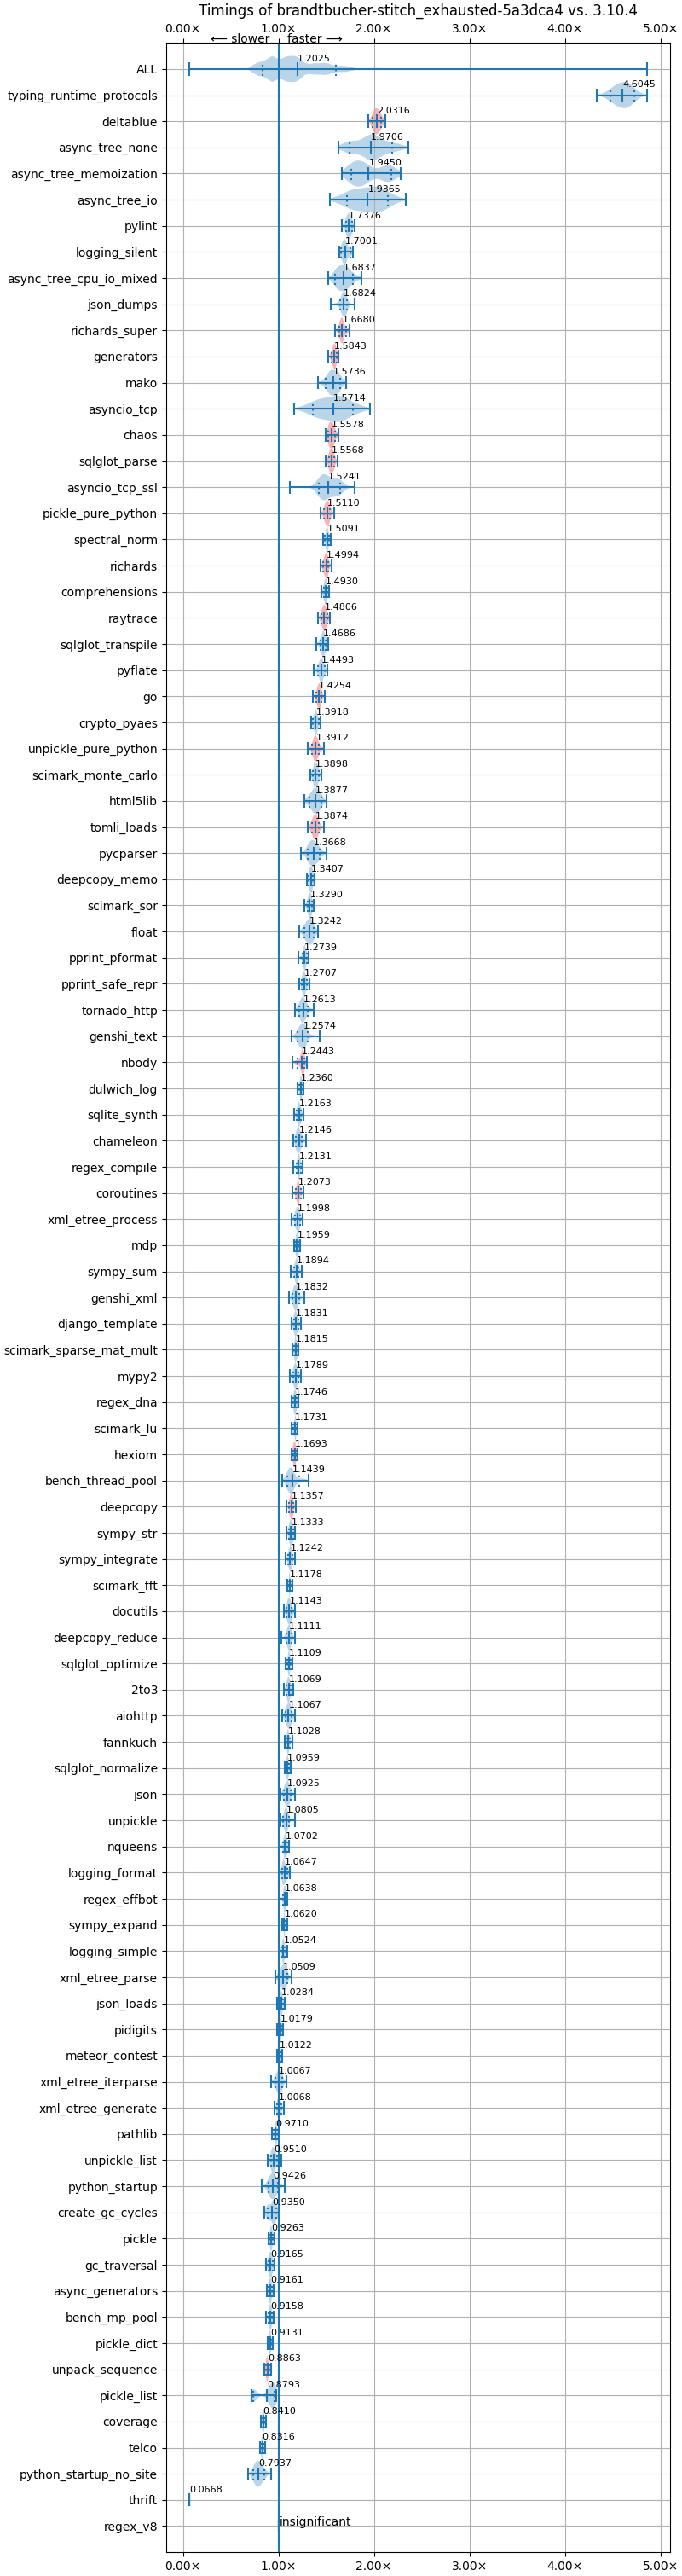 Timings of brandtbucher-stitch_exhausted-5a3dca4 vs. 3.10.4
0.00× 1.00× 2.00× 3.00× 4.00× 5.00×
⟵ slower faster ⟶
ALL 1.2025
typing_runtime_protocols 4.6045
deltablue 2.0316
async_tree_none 1.9706
async_tree_memoization 1.9450
async_tree_io 1.9365
pylint 1.7376
logging_silent 1.7001
async_tree_cpu_io_mixed 1.6837
json_dumps 1.6824
richards_super 1.6680
generators 1.5843
mako 1.5736
asyncio_tcp 1.5714
chaos 1.5578
sqlglot_parse 1.5568
asyncio_tcp_ssl 1.5241
pickle_pure_python 1.5110
spectral_norm 1.5091
richards 1.4994
comprehensions 1.4930
raytrace 1.4806
sqlglot_transpile 1.4686
pyflate 1.4493
go 1.4254
crypto_pyaes 1.3918
unpickle_pure_python 1.3912
scimark_monte_carlo 1.3898
html5lib 1.3877
tomli_loads 1.3874
pycparser 1.3668
deepcopy_memo 1.3407
scimark_sor 1.3290
float 1.3242
pprint_pformat 1.2739
pprint_safe_repr 1.2707
tornado_http 1.2613
genshi_text 1.2574
nbody 1.2443
dulwich_log 1.2360
sqlite_synth 1.2163
chameleon 1.2146
regex_compile 1.2131
coroutines 1.2073
xml_etree_process 1.1998
mdp 1.1959
sympy_sum 1.1894
genshi_xml 1.1832
django_template 1.1831
scimark_sparse_mat_mult 1.1815
mypy2 1.1789
regex_dna 1.1746
scimark_lu 1.1731
hexiom 1.1693
bench_thread_pool 1.1439
deepcopy 1.1357
sympy_str 1.1333
sympy_integrate 1.1242
scimark_fft 1.1178
docutils 1.1143
deepcopy_reduce 1.1111
sqlglot_optimize 1.1109
2to3 1.1069
aiohttp 1.1067
fannkuch 1.1028
sqlglot_normalize 1.0959
json 1.0925
unpickle 1.0805
nqueens 1.0702
logging_format 1.0647
regex_effbot 1.0638
sympy_expand 1.0620
logging_simple 1.0524
xml_etree_parse 1.0509
json_loads 1.0284
pidigits 1.0179
meteor_contest 1.0122
xml_etree_iterparse 1.0067
xml_etree_generate 1.0068
pathlib 0.9710
unpickle_list 0.9510
python_startup 0.9426
create_gc_cycles 0.9350
pickle 0.9263
gc_traversal 0.9165
async_generators 0.9161
bench_mp_pool 0.9158
pickle_dict 0.9131
unpack_sequence 0.8863
pickle_list 0.8793
coverage 0.8410
telco 0.8316
python_startup_no_site 0.7937
thrift 0.0668
regex_v8 insignificant
0.00× 1.00× 2.00× 3.00× 4.00× 5.00×